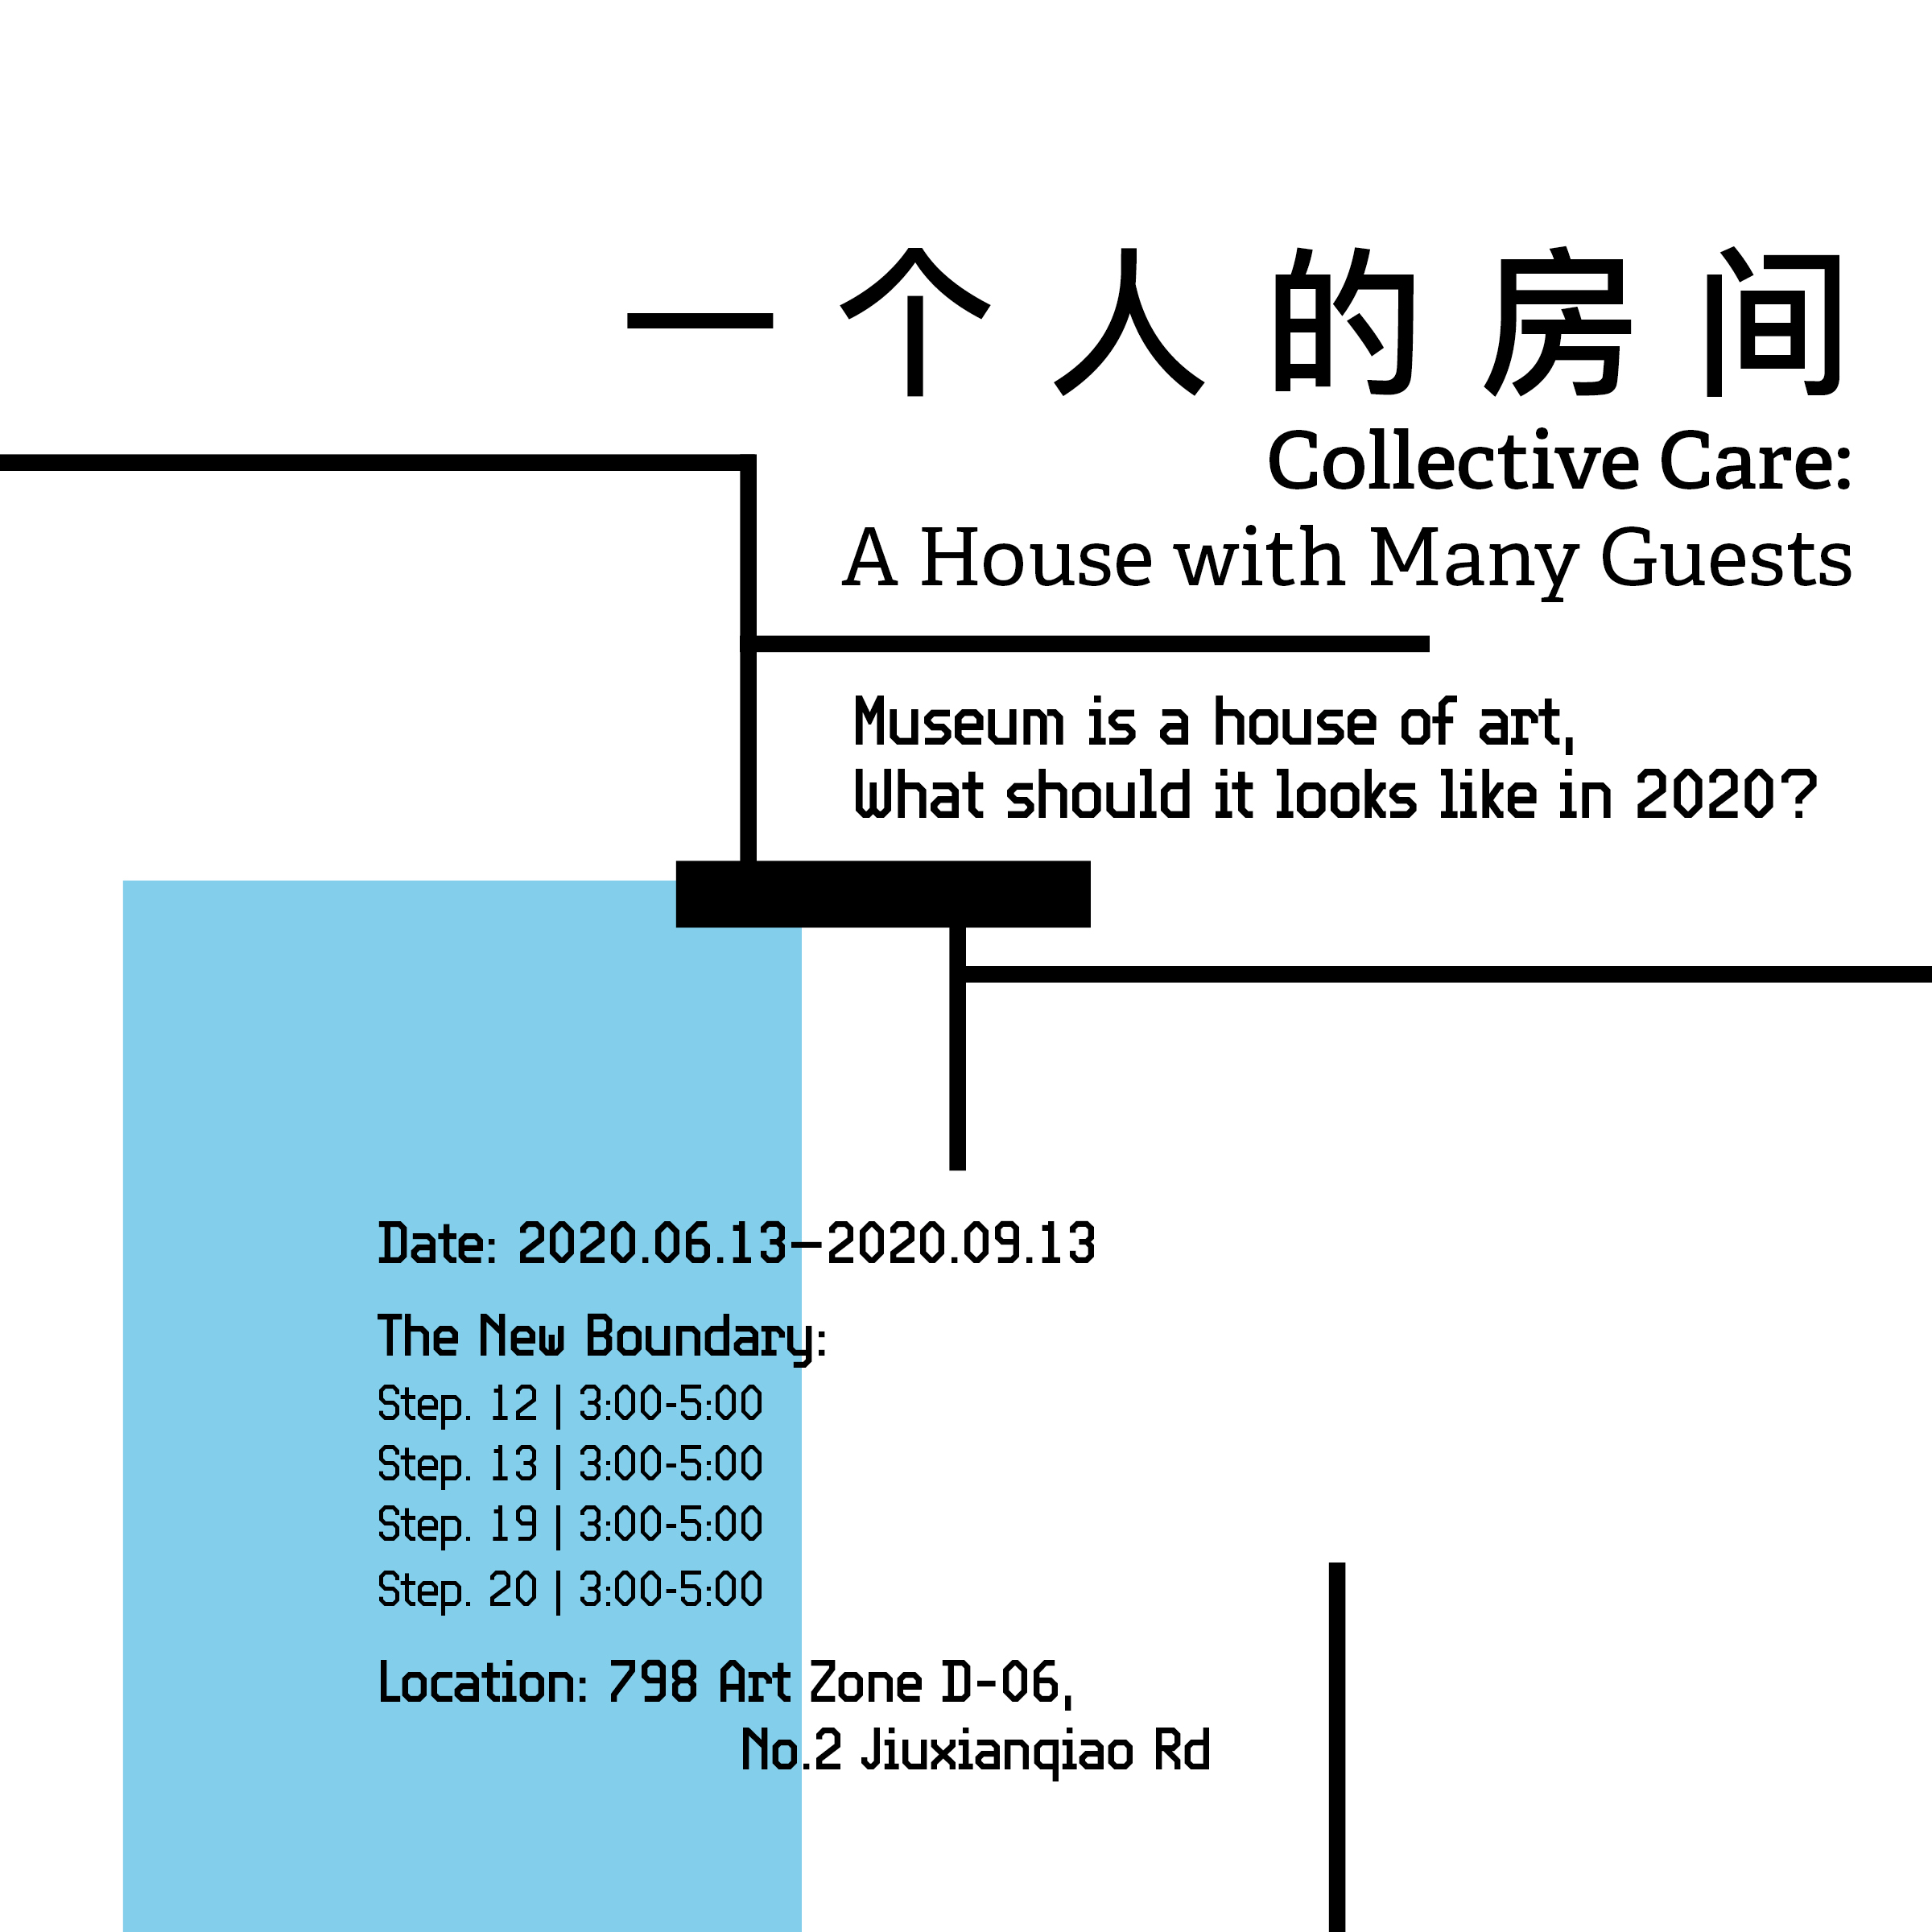 一个人的房间
Collective Care:
A House with Many Guests
Museum is a house of art,
What should it looks like in 2020?
Date: 2020.06.13—2020.09.13
The New Boundary:
Step. 12 | 3:00-5:00
Step. 13 | 3:00-5:00
Step. 19 | 3:00-5:00
Step. 20 | 3:00-5:00
Location: 798 Art Zone D-06,
No.2 Jiuxianqiao Rd